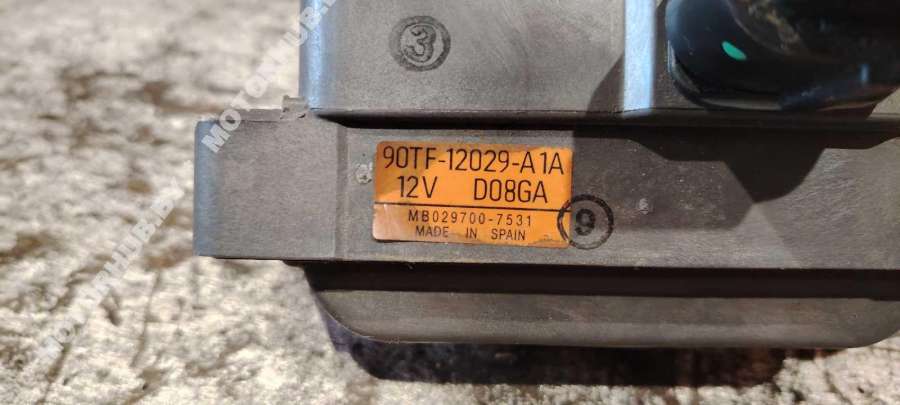 3
90TF-12029-A1A
12V D08GA
MB029700-7531
MADE IN SPAIN
9